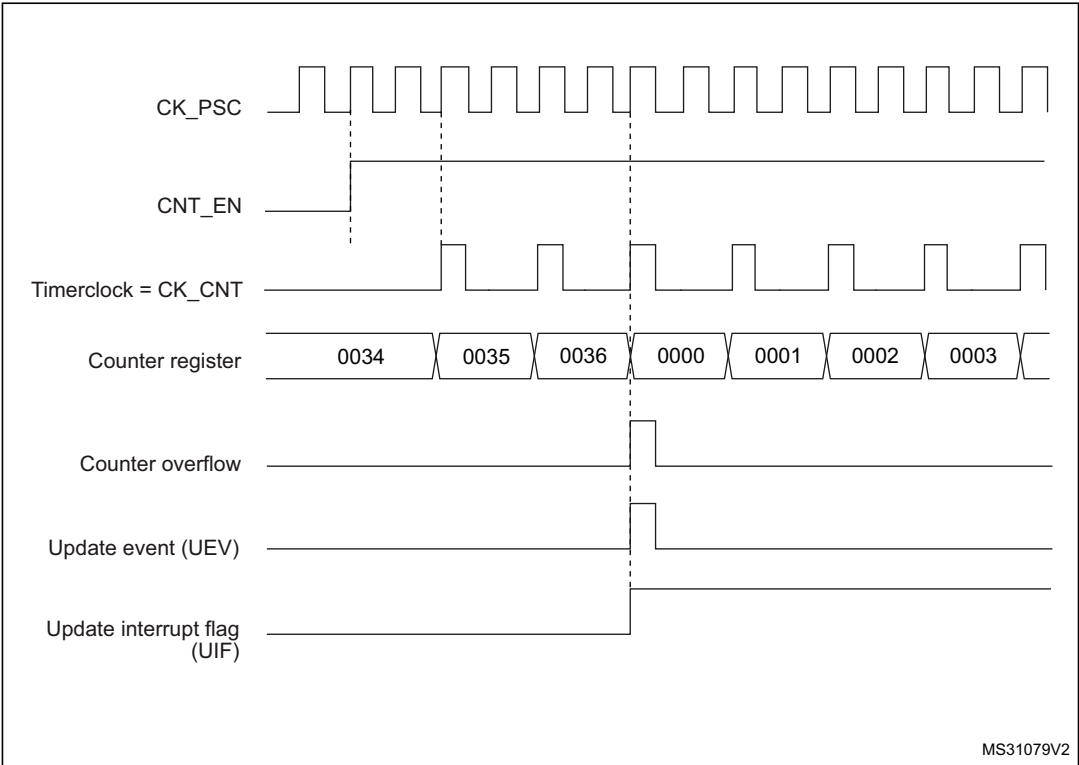 CK_PSC
CNT_EN
Timerclock = CK_CNT
Counter register
0034 0035 0036 0000 0001 0002 0003
Counter overflow
Update event (UEV)
Update interrupt flag
(UIF)
MS31079V2